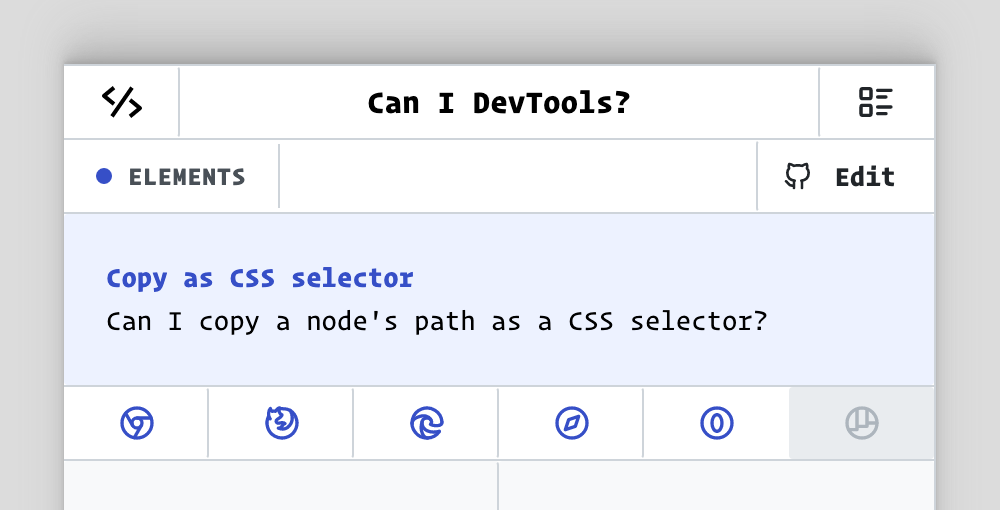 Can I DevTools?
ELEMENTS
Edit
Copy as CSS selector
Can I copy a node's path as a CSS selector?